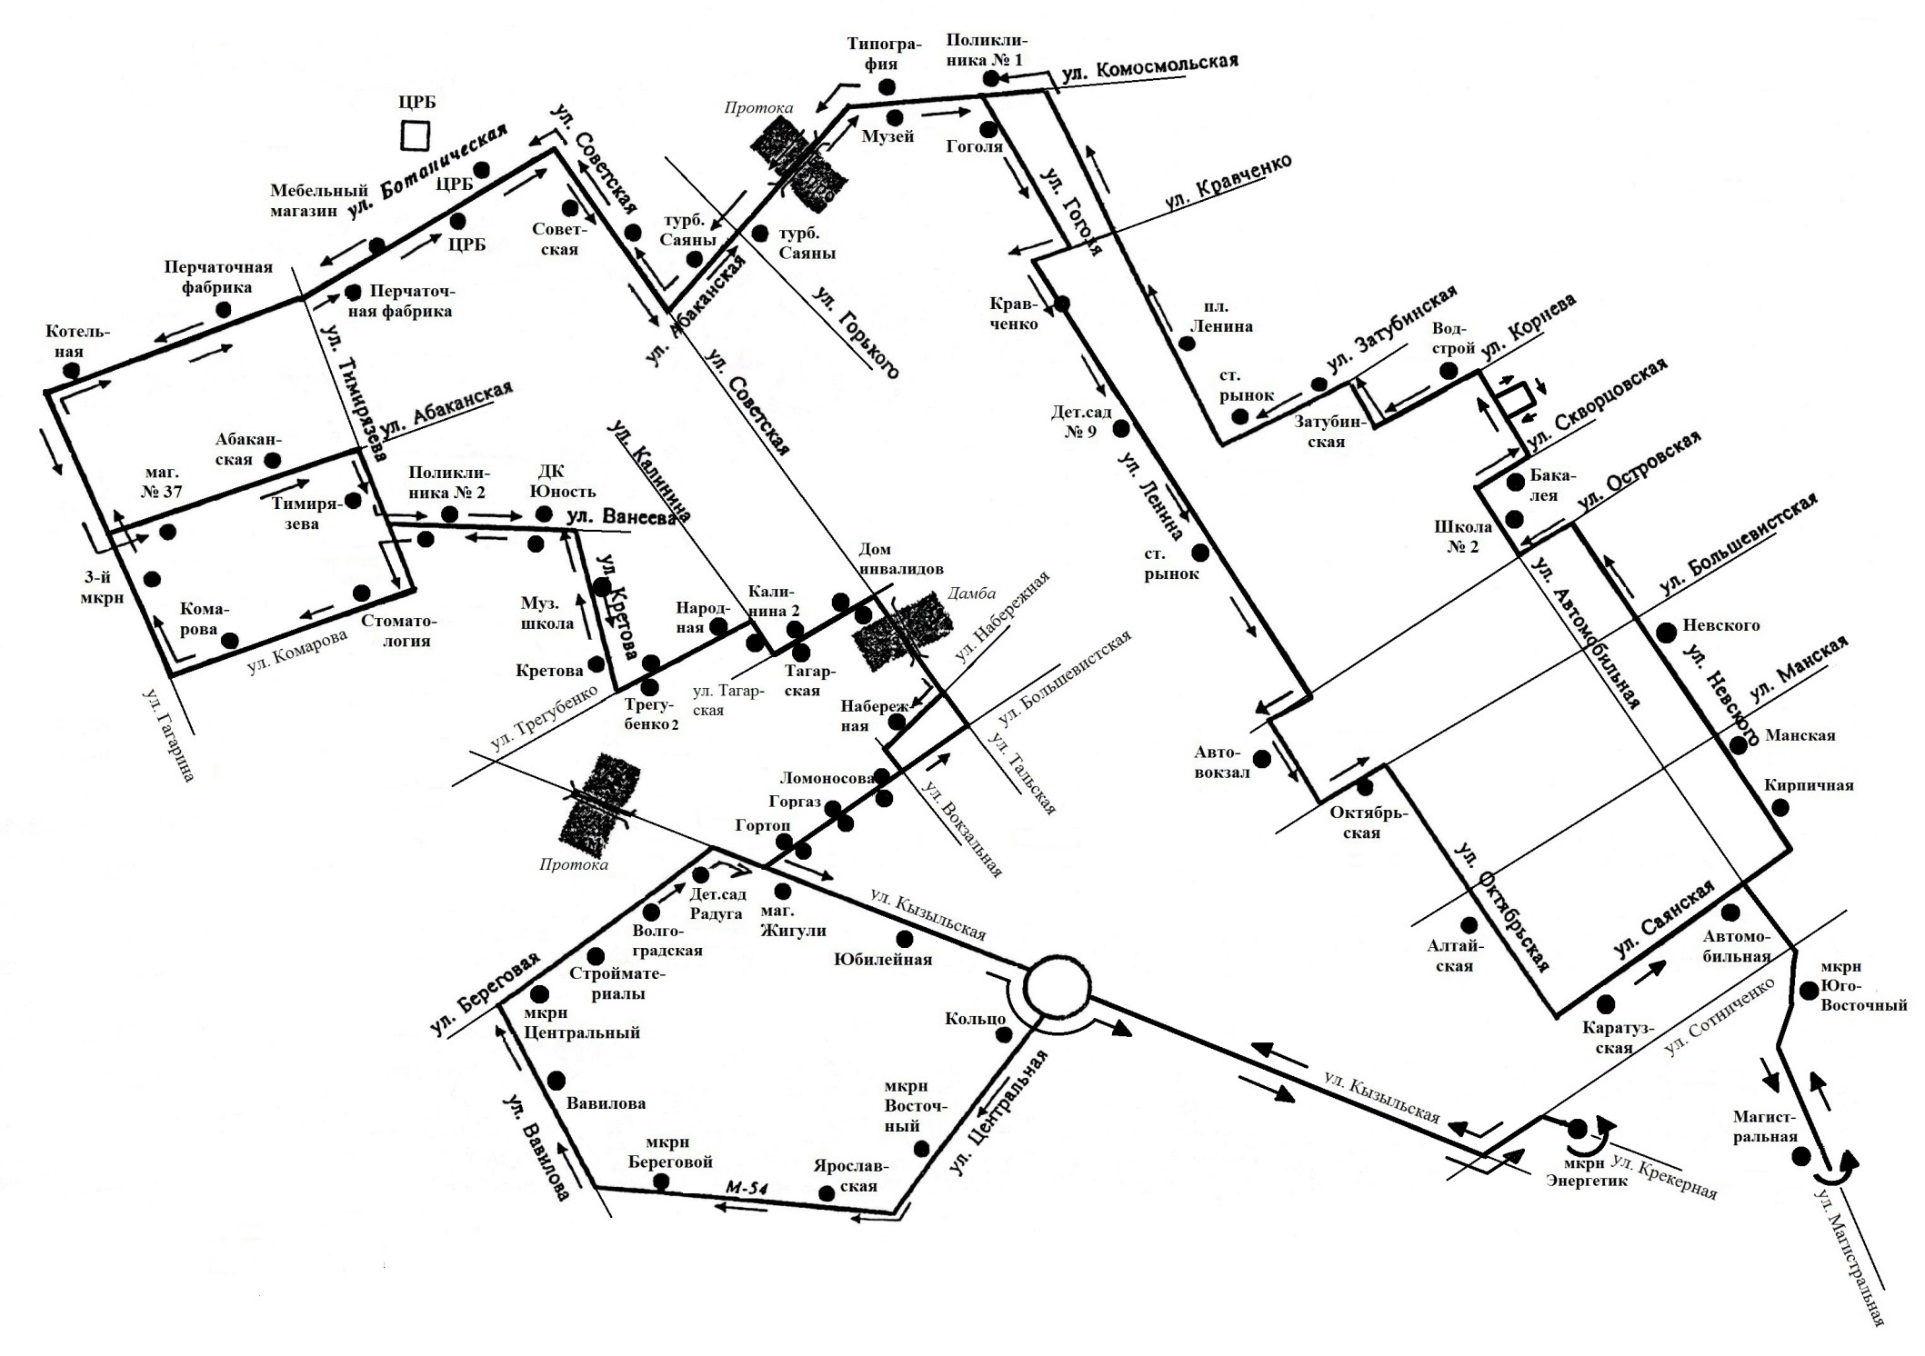 Типогра-
фия
Поликли-
ника № 1
ул. Комосмольская
ЦРБ
Протока
ул. Советская
ул. Ботаническая
Музей
Гоголя
Мебельный
магазин
ЦРБ
ЦРБ
Совет-
ская
ул. Советская
турб.
Саяны
турб.
Саяны
ул. Гоголя
ул. Кравченко
Перчаточная
фабрика
Перчаточ-
ная фабрика
ул. Абаканская
ул. Горького
Крав-
ченко
пл.
Ленина
ул. Затубинская
Вод-
строй
ул. Корнева
Котель-
ная
ул. Тимирязева
ул. Советская
ст.
рынок
Затубин-
ская
ул. Скворцовская
ул. Абаканская
Дет.сад
№ 9
Абакан-
ская
ул. Калинина
ул. Ленина
ул. Островская
маг.
№ 37
Тимиря-
зева
Поликли-
ника № 2
ДК
Юность
ул. Ванеева
Бака-
лея
Школа
№ 2
ул. Большевистская
ст.
рынок
Дом
инвалидов
Дамба
ул. Набережная
ул. Автомобильная
3-й
мкрн
Кома-
рова
Стомато-
логия
ул. Комарова
Муз.
школа
ул. Кретова
Народ-
ная
Кали-
нина 2
Невского
ул. Невского
ул. Манская
Кретова
Трегу-
бенко2
ул. Тагар-
ская
Тагар-
ская
ул. Большевистская
ул. Гагарина
ул. Трегубенко
Набереж-
ная
ул. Тальская
Авто-
вокзал
Манская
Кирпичная
Ломоносова
Горгаз
Гортоп
ул. Вокзальная
Октябрь-
ская
Протока
Дет.сад
Радуга
маг.
Жигули
ул. Кызыльская
ул. Октябрьская
ул. Саянская
Волго-
градская
Юбилейная
Алтай-
ская
Автомо-
бильная
ул. Береговая
Строймате-
риалы
мкрн
Центральный
Кольцо
Каратуз-
ская
ул. Сотниченко
мкрн
Юго-
Восточный
ул. Вавилова
Вавилова
мкрн
Восточ-
ный
ул. Центральная
ул. Кызыльская
Магист-
ральная
мкрн
Береговой
Ярослав-
ская
М-54
мкрн
Энергетик
ул. Крекерная
ул. Магистральная